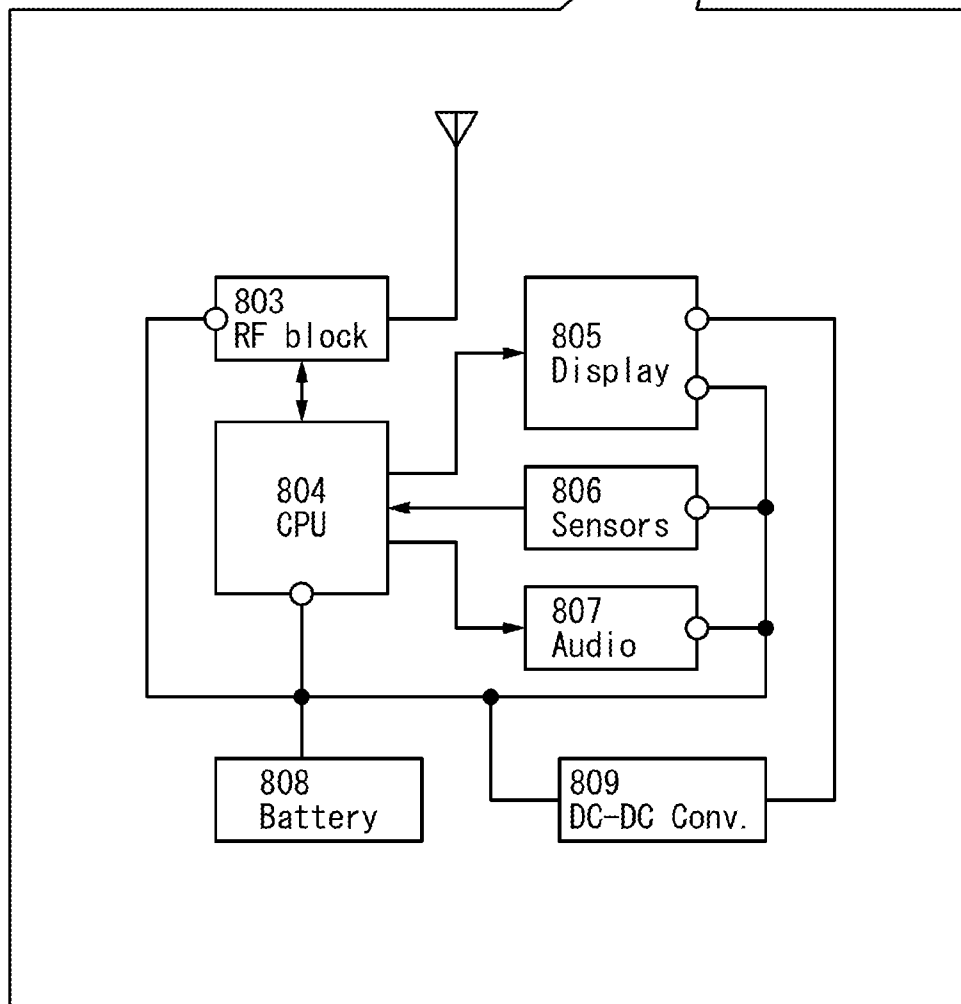 803
RF block
805
Display
804
CPU
806
Sensors
807
Audio
808
Battery
809
DC-DC Conv.